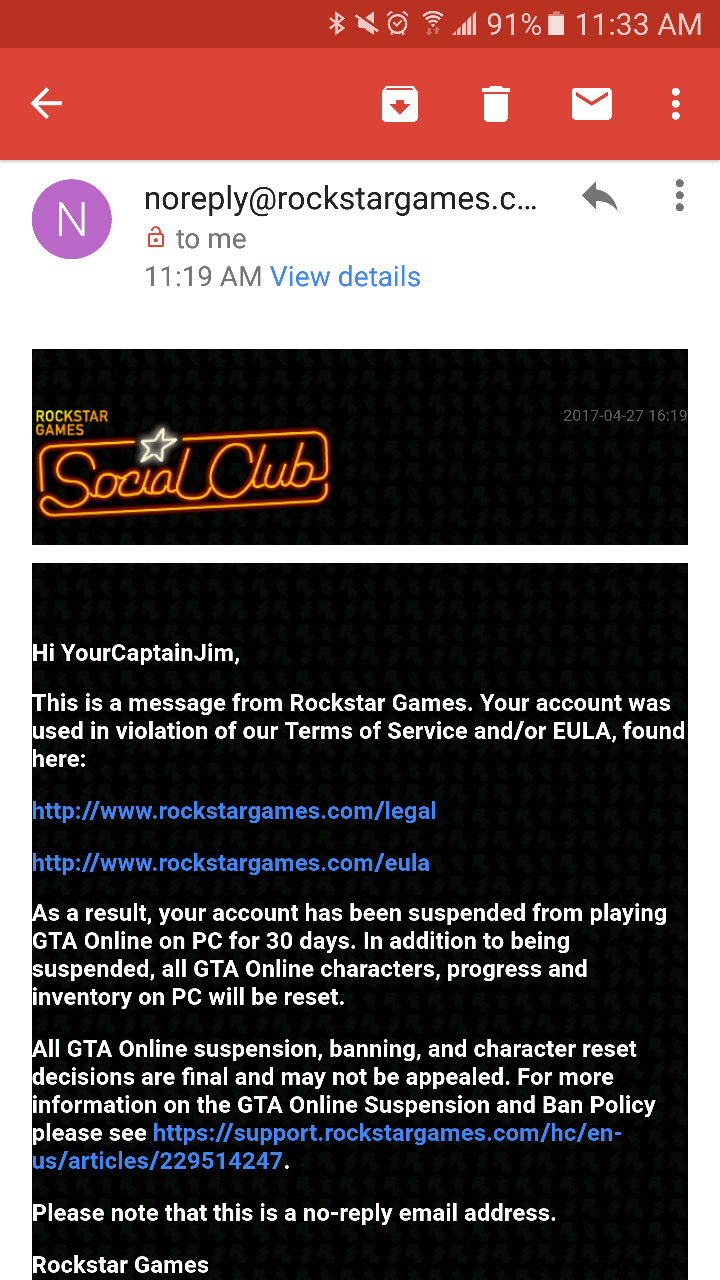 91% 11:33 AM
N
noreply@rockstargames.c...
to me
11:19 AM View details
ROCKSTAR
GAMES
Social Club
2017-04-27 16:19
Hi YourCaptainJim,
This is a message from Rockstar Games. Your account was
used in violation of our Terms of Service and/or EULA, found
here:
http://www.rockstargames.com/legal
http://www.rockstargames.com/eula
As a result, your account has been suspended from playing
GTA Online on PC for 30 days. In addition to being
suspended, all GTA Online characters, progress and
inventory on PC will be reset.
All GTA Online suspension, banning, and character reset
decisions are final and may not be appealed. For more
information on the GTA Online Suspension and Ban Policy
please see https://support.rockstargames.com/hc/en-
us/articles/229514247.
Please note that this is a no-reply email address.
Rockstar Games